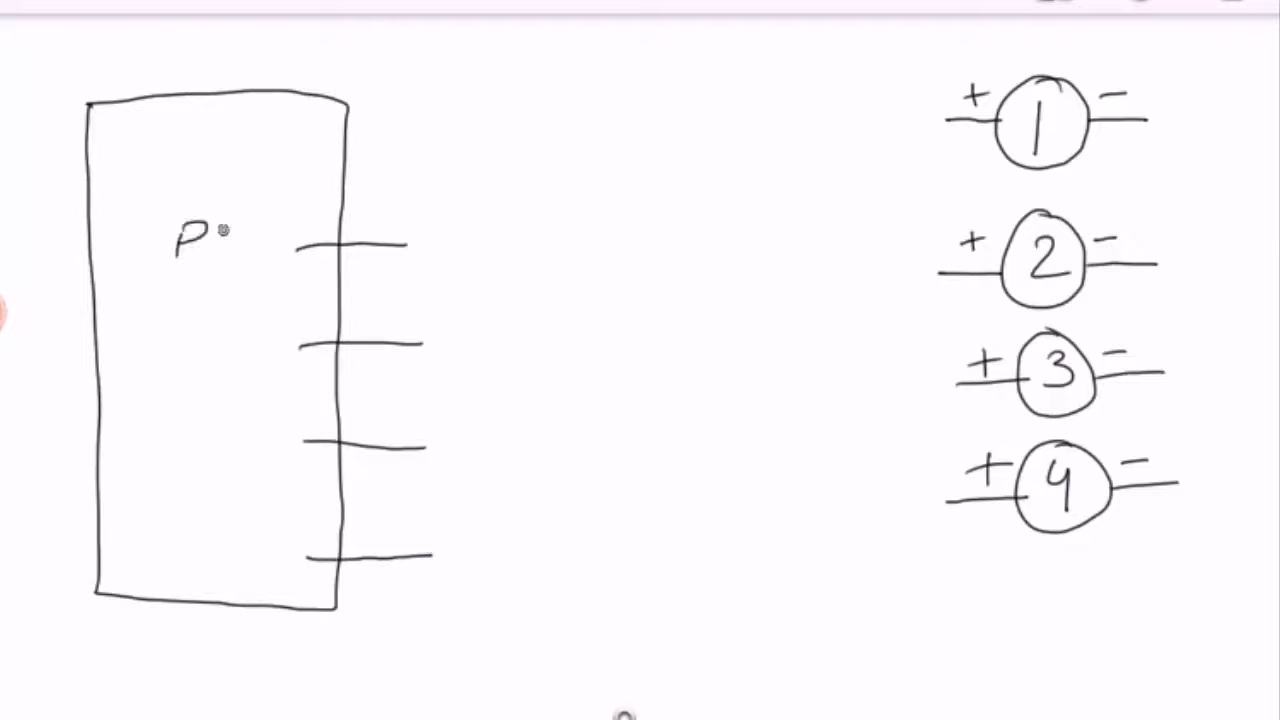 P
+ 1 -
+ 2 -
+ 3 -
+ 4 -